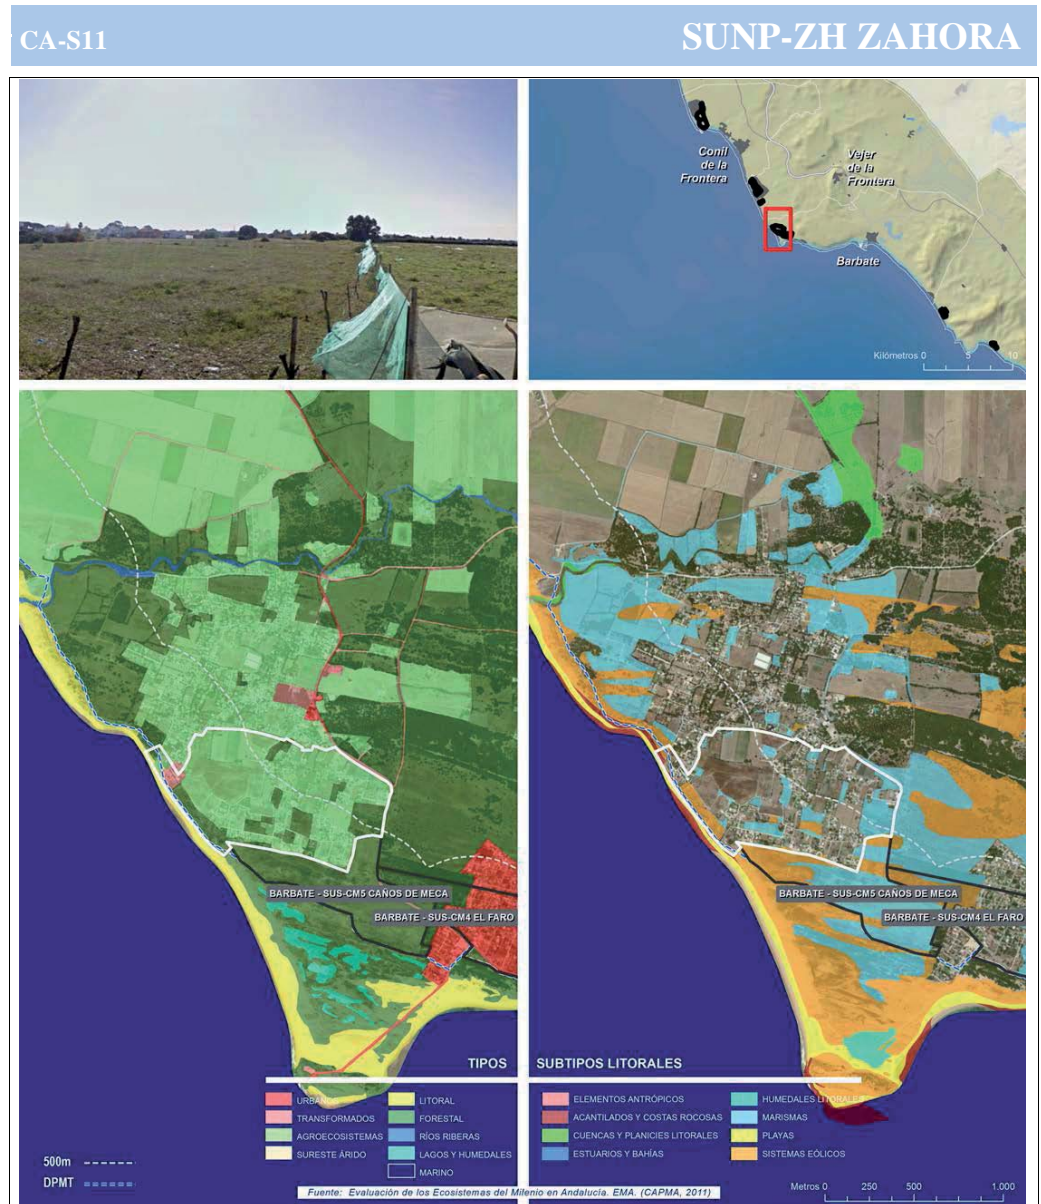 CA-S11
SUNP-ZH ZAHORA
Conil
de la
Frontera
Vejer
de la
Frontera
Barbate
Kilómetros 0 5 10
BARBATE - SUS-CM5 CAÑOS DE MECA
BARBATE - SUS-CM4 EL FARO
BARBATE - SUS-CM5 CAÑOS DE MECA
BARBATE - SUS-CM4 EL FARO
TIPOS
URBANOS
TRANSFORMADOS
AGROECOSISTEMAS
SURESTE ÁRIDO
LITORAL
FORESTAL
RÍOS RIBERAS
LAGOS Y HUMEDALES
MARINO
SUBTIPOS LITORALES
ELEMENTOS ANTRÓPICOS
ACANTILADOS Y COSTAS ROCOSAS
CUENCAS Y PLANICIES LITORALES
ESTUARIOS Y BAHÍAS
HUMEDALES LITORALES
MARISMAS
PLAYAS
SISTEMAS EÓLICOS
500m
DPMT
Fuente: Evaluación de los Ecosistemas del Milenio en Andalucía. EMA. (CAPMA, 2011)
Metros 0 250 500 1.000